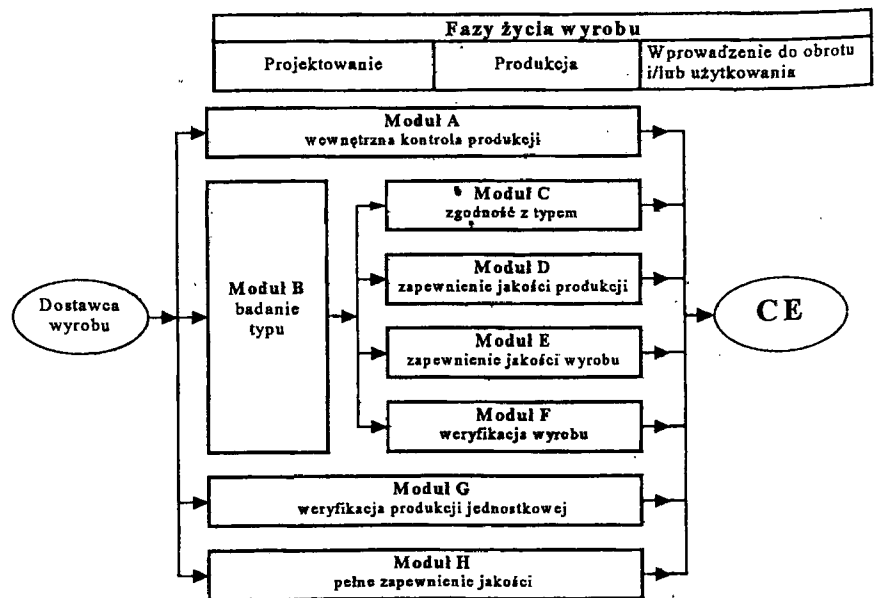 Fazy życia wyrobu
Projektowanie
Produkcja
Wprowadzenie do obrotu
i/lub użytkowania
Moduł A
wewnętrzna kontrola produkcji
Moduł B
badanie
typu
Moduł C
zgodność z typem
Moduł D
zapewnienie jakości produkcji
Dostawca
wyrobu
CE
Moduł E
zapewnienie jakości wyrobu
Moduł F
weryfikacja wyrobu
Moduł G
weryfikacja produkcji jednostkowej
Moduł H
pełne zapewnienie jakości